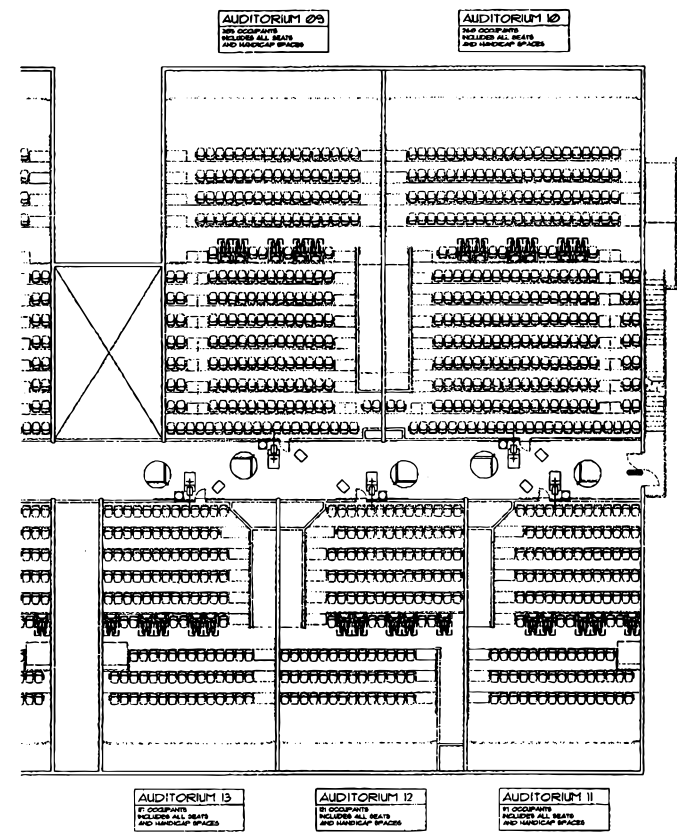 AUDITORIUM 09
OCCUPANTS
INCLUDES ALL SEATS
AND HANDICAP SPACES
AUDITORIUM 10
OCCUPANTS
INCLUDES ALL SEATS
AND HANDICAP SPACES
AUDITORIUM 13
OCCUPANTS
INCLUDES ALL SEATS
AND HANDICAP SPACES
AUDITORIUM 12
OCCUPANTS
INCLUDES ALL SEATS
AND HANDICAP SPACES
AUDITORIUM 11
OCCUPANTS
INCLUDES ALL SEATS
AND HANDICAP SPACES